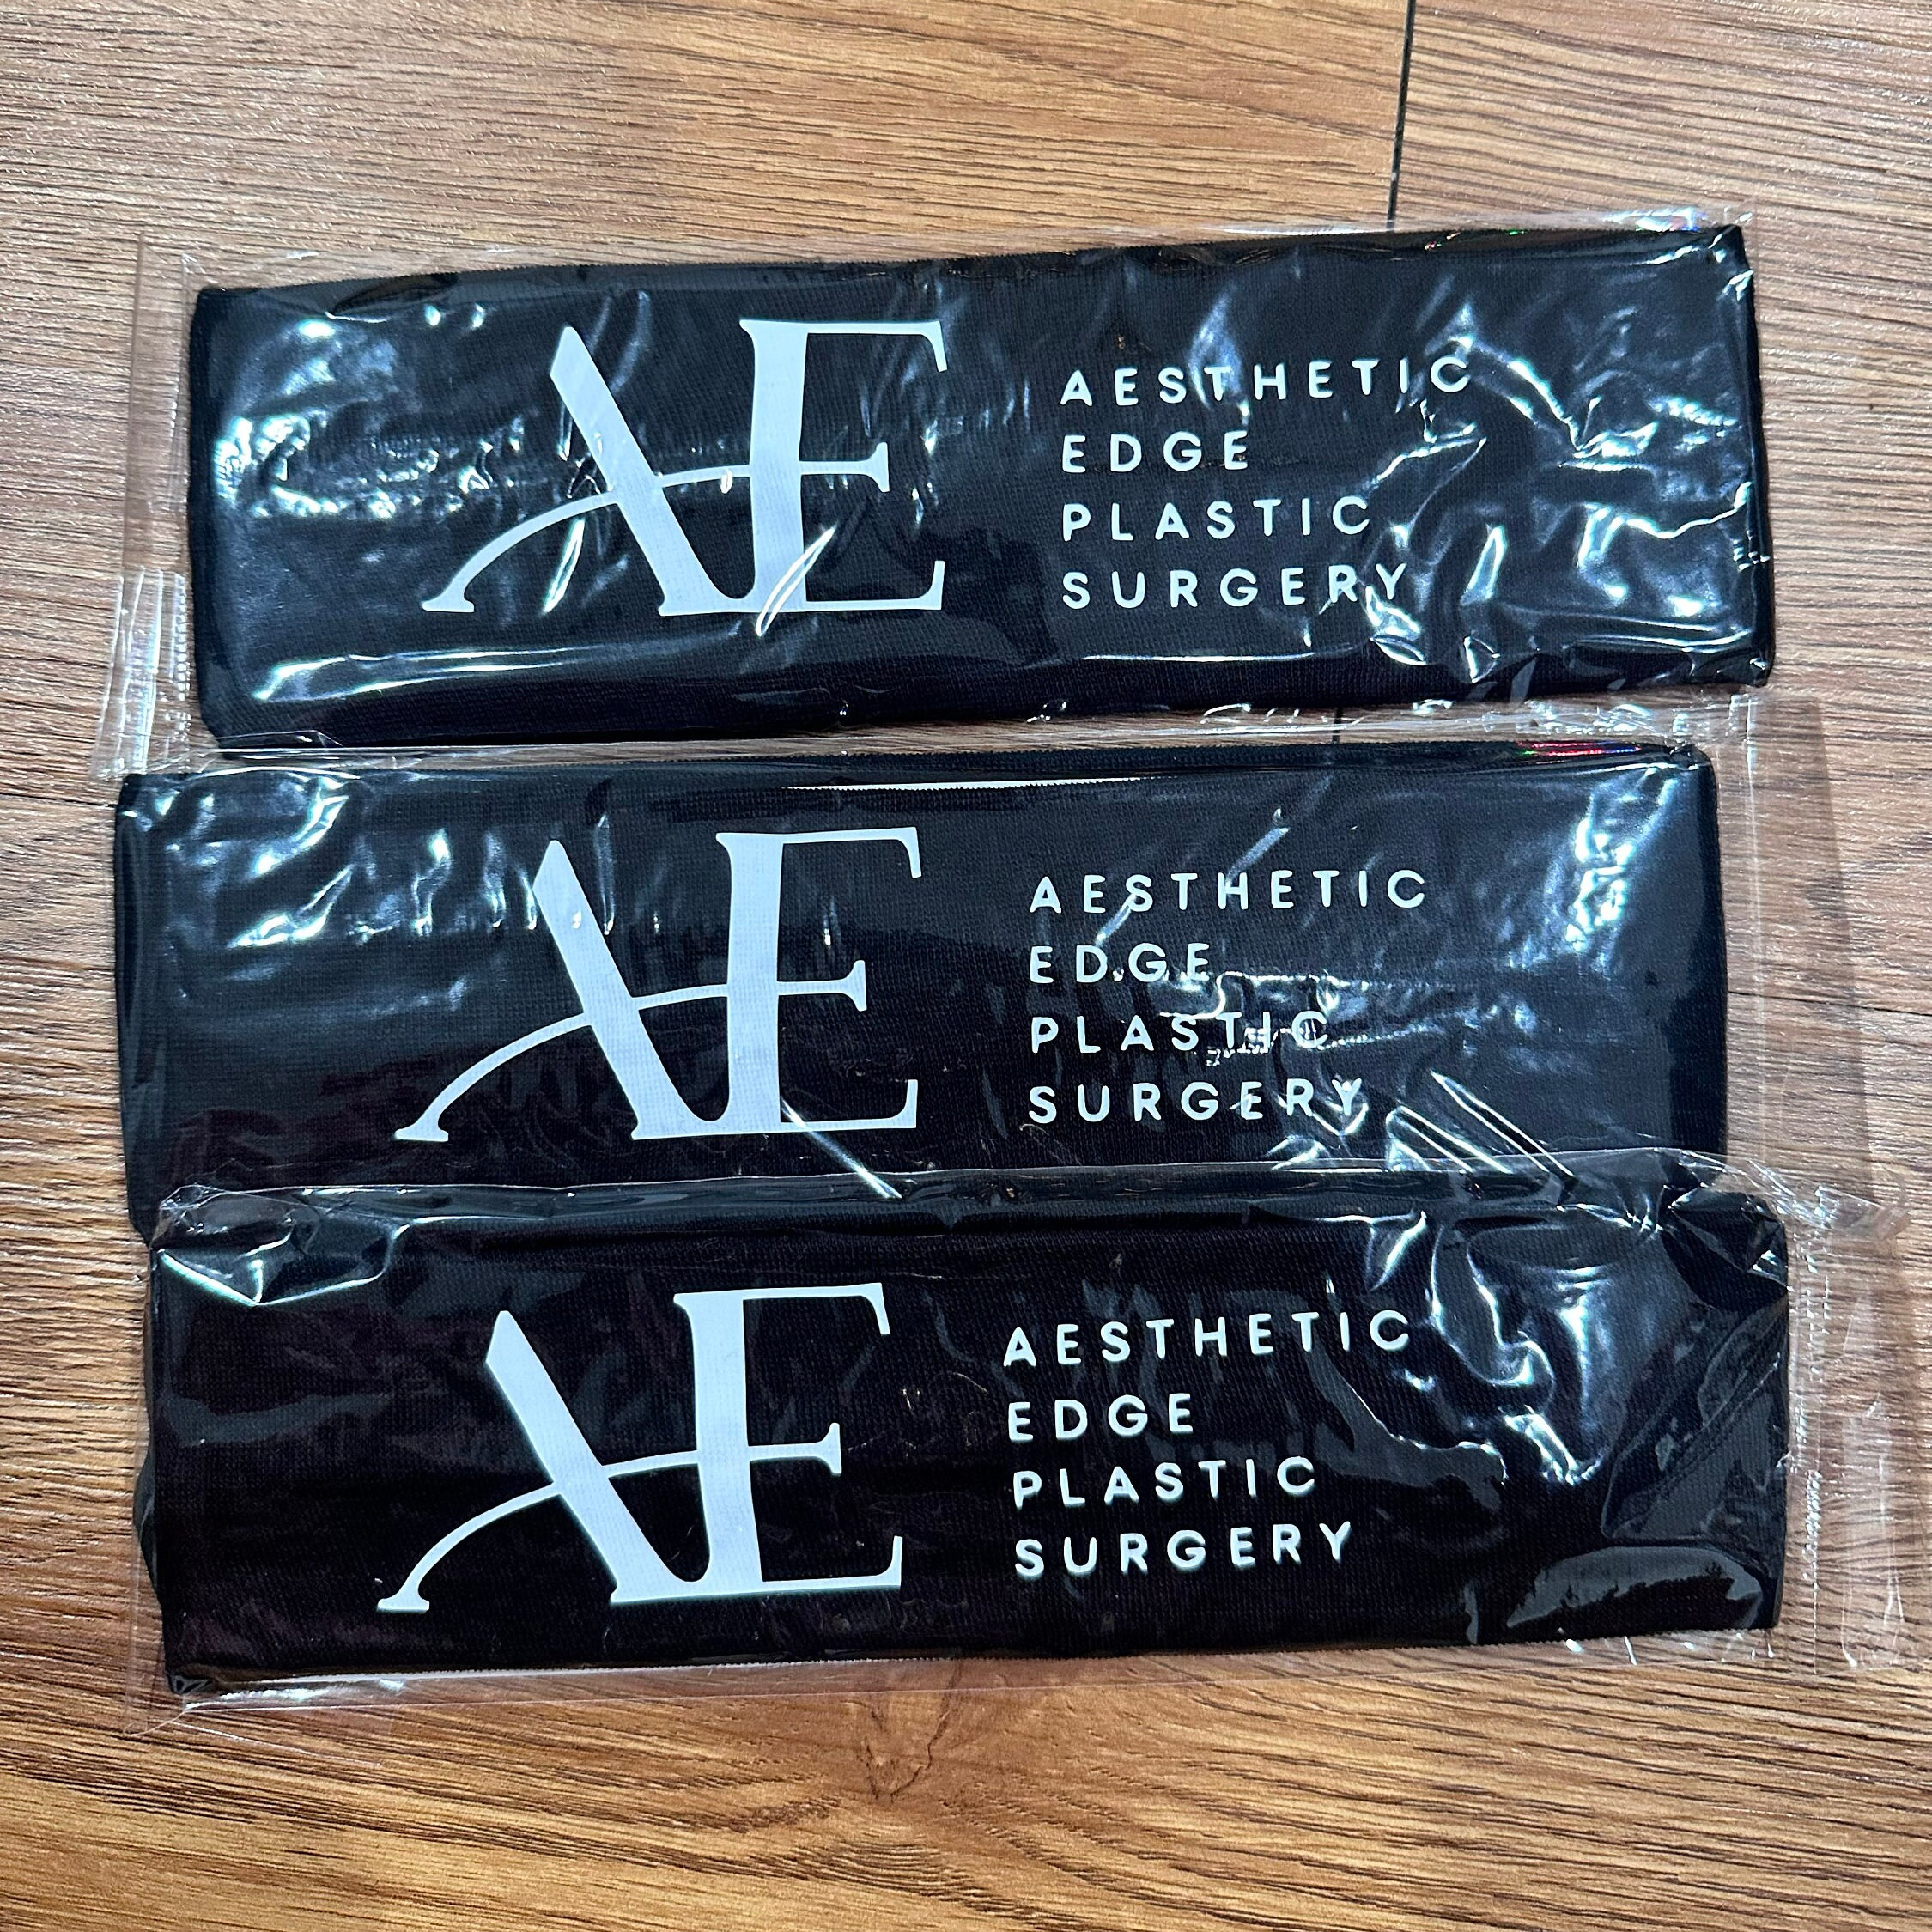 AE
AESTHETIC
EDGE
PLASTIC
SURGERY
AE
AESTHETIC
EDGE
PLASTIC
SURGERY
AE
AESTHETIC
EDGE
PLASTIC
SURGERY